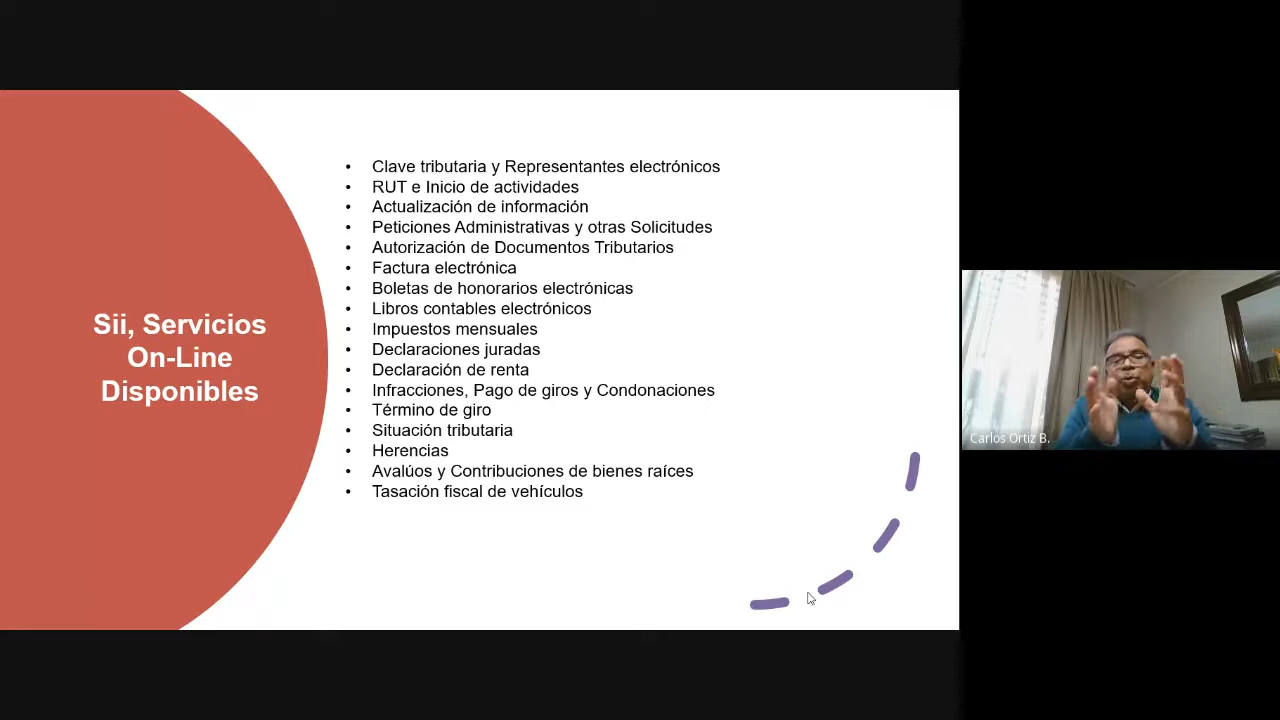 Sii, Servicios
On-Line
Disponibles
• Clave tributaria y Representantes electrónicos
• RUT e Inicio de actividades
• Actualización de información
• Peticiones Administrativas y otras Solicitudes
• Autorización de Documentos Tributarios
• Factura electrónica
• Boletas de honorarios electrónicas
• Libros contables electrónicos
• Impuestos mensuales
• Declaraciones juradas
• Declaración de renta
• Infracciones, Pago de giros y Condonaciones
• Término de giro
• Situación tributaria
• Herencias
• Avalúos y Contribuciones de bienes raíces
• Tasación fiscal de vehículos
Carlos Ortiz B.